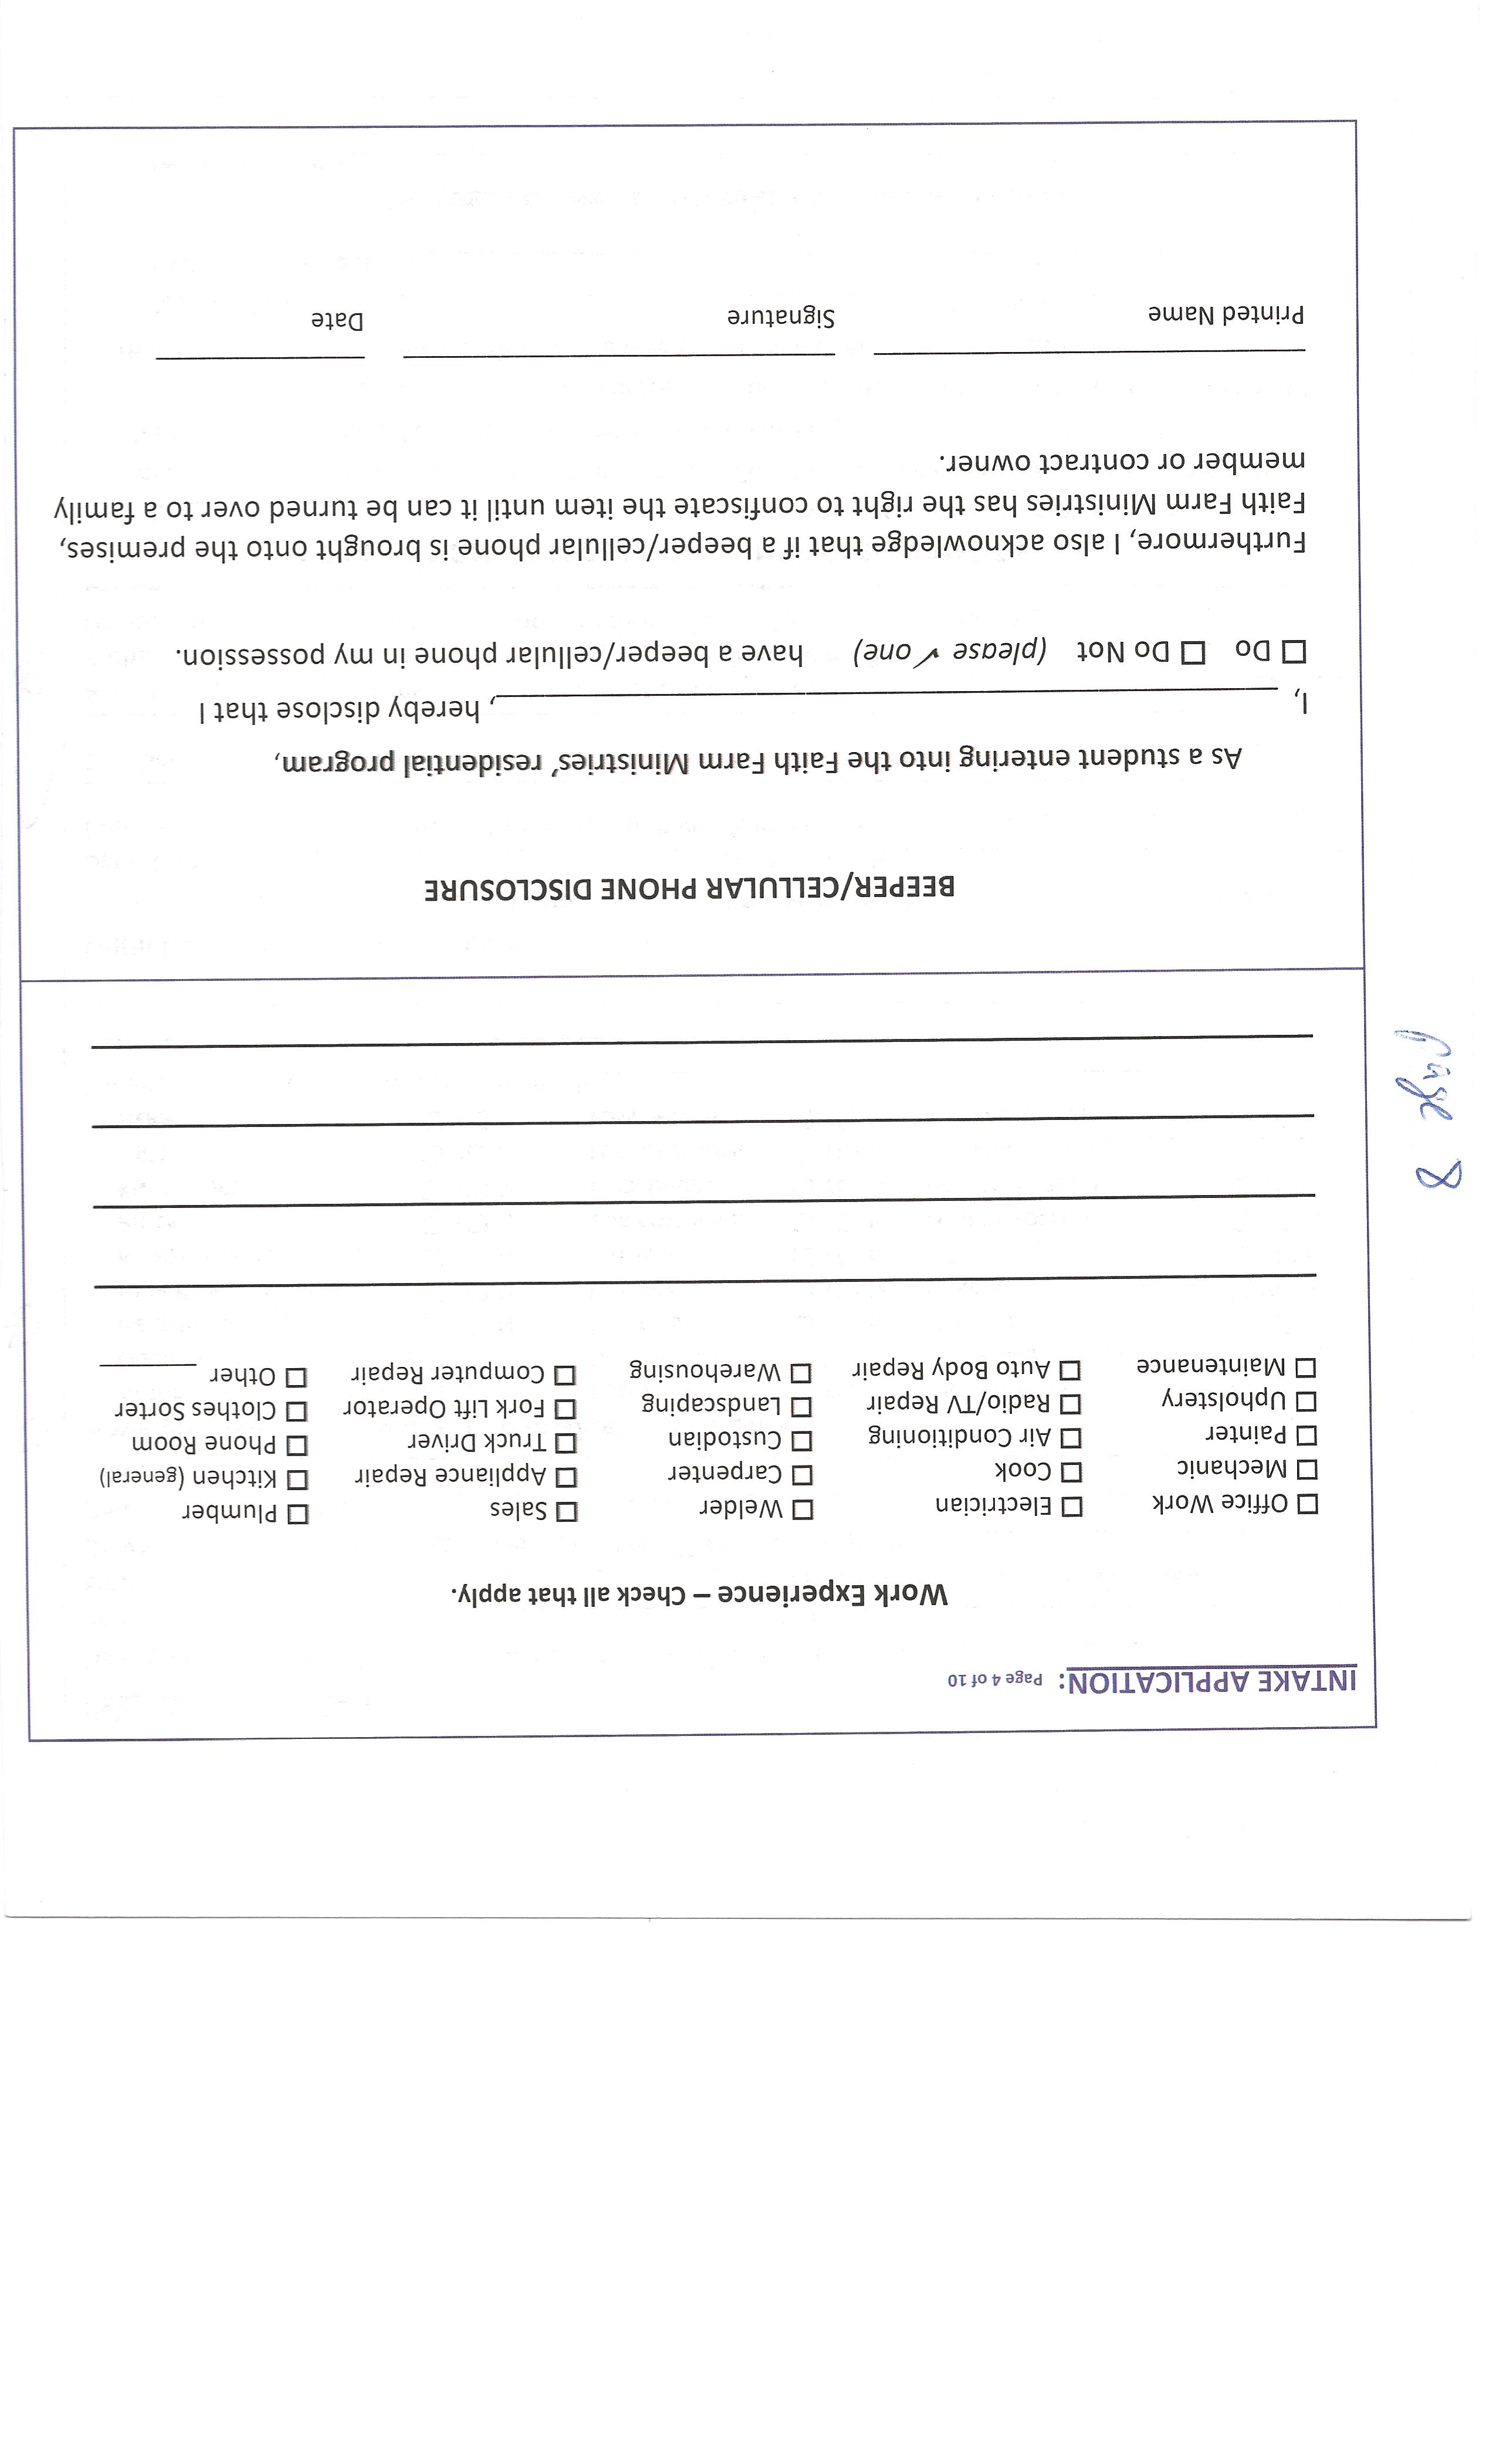 INTAKE APPLICATION: Page 4 of 10
Work Experience – Check all that apply.
☐ Office Work ☐ Electrician ☐ Welder ☐ Sales ☐ Plumber
☐ Mechanic ☐ Cook ☐ Carpenter ☐ Appliance Repair ☐ Kitchen (general)
☐ Painter ☐ Air Conditioning ☐ Custodian ☐ Truck Driver ☐ Phone Room
☐ Upholstery ☐ Radio/TV Repair ☐ Landscaping ☐ Fork Lift Operator ☐ Clothes Sorter
☐ Maintenance ☐ Auto Body Repair ☐ Warehousing ☐ Computer Repair ☐ Other ________
BEEPER/CELLULAR PHONE DISCLOSURE
As a student entering into the Faith Farm Ministries’ residential program,
I, ________________________________, hereby disclose that I
☐ Do ☐ Do Not (please ✓ one) have a beeper/cellular phone in my possession.
Furthermore, I also acknowledge that if a beeper/cellular phone is brought onto the premises,
Faith Farm Ministries has the right to confiscate the item until it can be turned over to a family
member or contract owner.
Printed Name Signature Date
Page 8